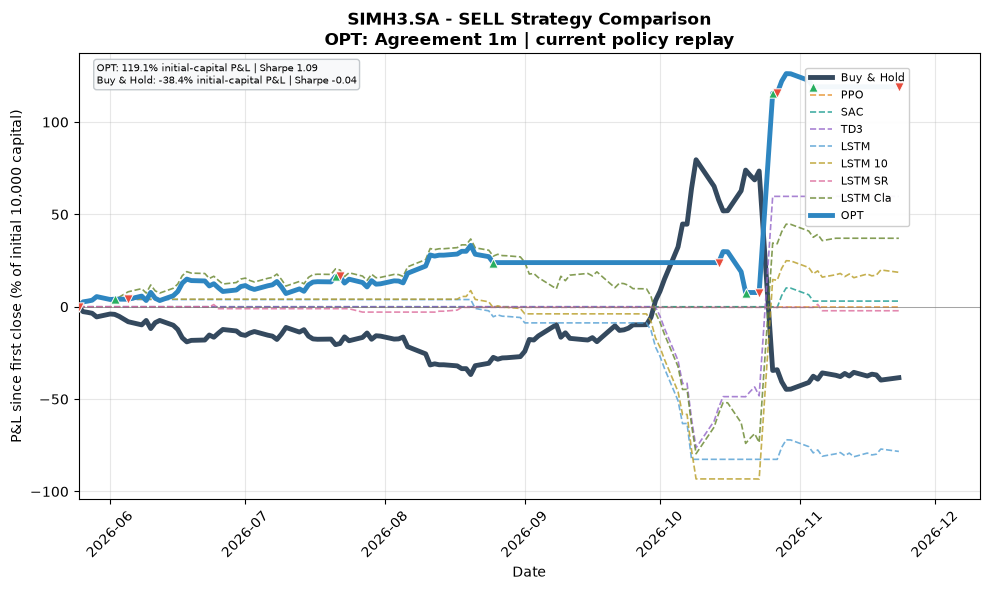 SIMH3.SA - SELL Strategy Comparison
OPT: Agreement 1m | current policy replay
OPT: 119.1% initial-capital P&L | Sharpe 1.09
Buy & Hold: -38.4% initial-capital P&L | Sharpe -0.04
Buy & Hold
PPO
SAC
TD3
LSTM
LSTM 10
LSTM SR
LSTM Cla
OPT
P&L since first close (% of initial 10,000 capital)
100
50
0
−50
−100
2026-06
2026-07
2026-08
2026-09
2026-10
2026-11
2026-12
Date